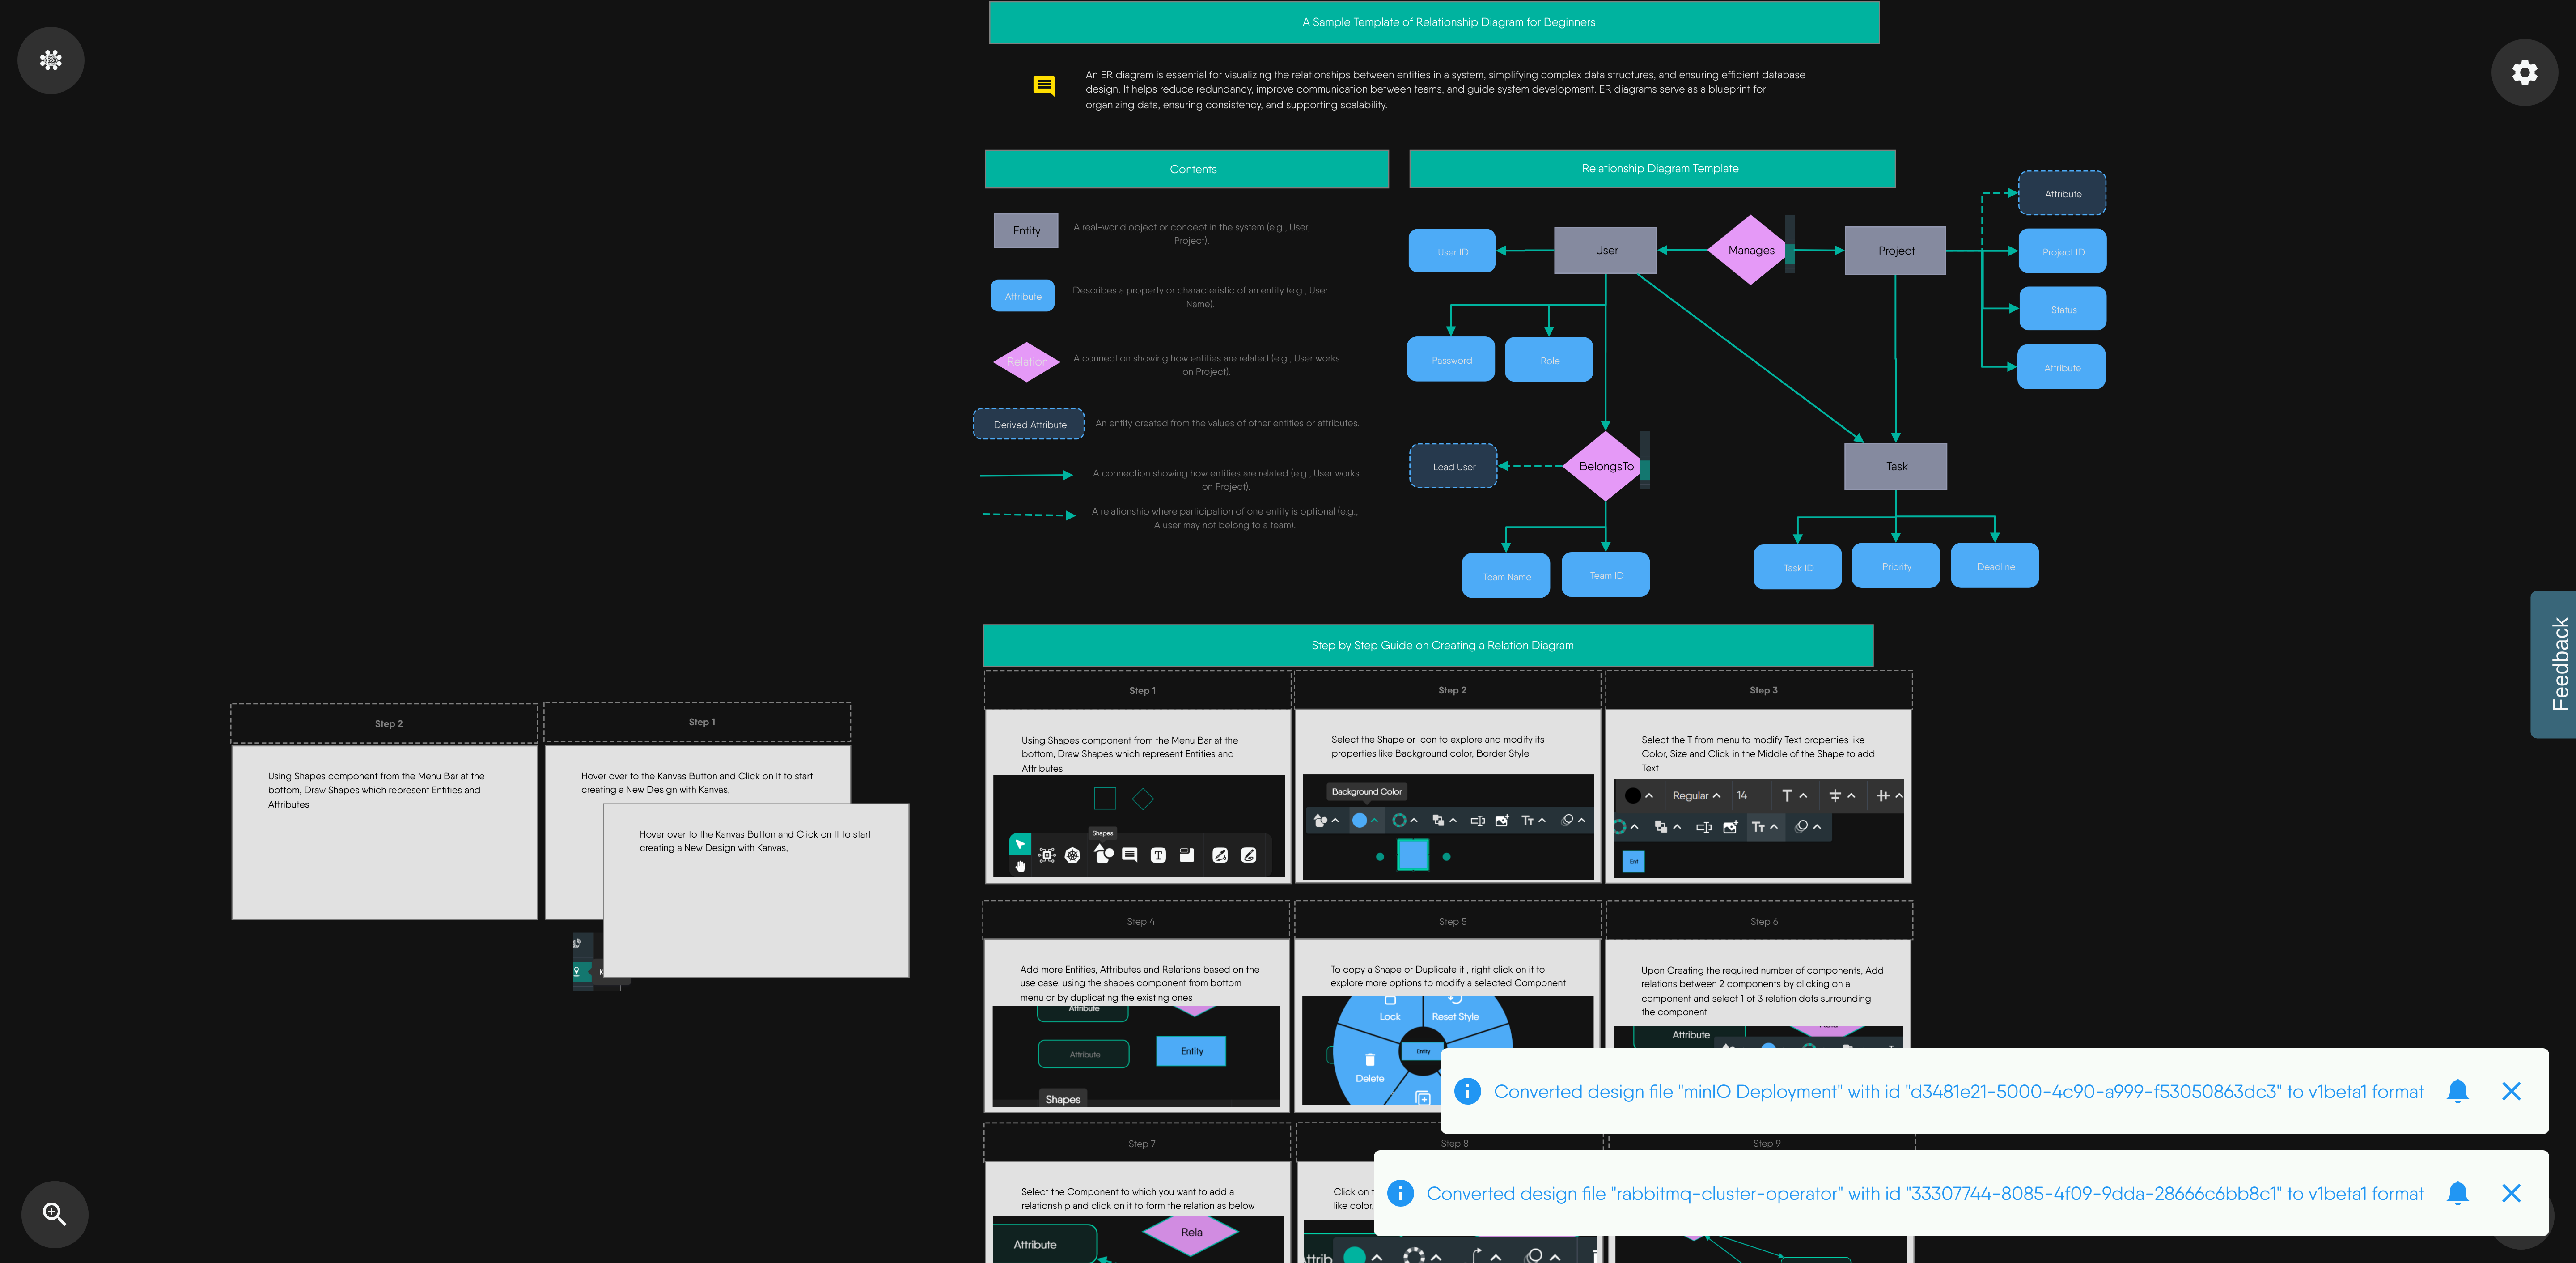 A Sample Template of Relationship Diagram for Beginners
An ER diagram is essential for visualizing the relationships between entities in a system, simplifying complex data structures, and ensuring efficient database
design. It helps reduce redundancy, improve communication between teams, and guide system development. ER diagrams serve as a blueprint for
organizing data, ensuring consistency, and supporting scalability.
Contents
Entity
A real-world object or concept in the system (e.g., User,
Project).
Attribute
Describes a property or characteristic of an entity (e.g., User
Name).
Relation
A connection showing how entities are related (e.g., User works
on Project).
Derived Attribute
An entity created from the values of other entities or attributes.
A connection showing how entities are related (e.g., User works
on Project).
A relationship where participation of one entity is optional (e.g.,
A user may not belong to a team).
Relationship Diagram Template
User ID
User
Manages
Project
Attribute
Project ID
Status
Attribute
Password
Role
Lead User
BelongsTo
Task
Team Name
Team ID
Task ID
Priority
Deadline
Feedback
Step 2
Using Shapes component from the Menu Bar at the
bottom, Draw Shapes which represent Entities and
Attributes
Step 1
Hover over to the Kanvas Button and Click on It to start
creating a New Design with Kanvas,
Hover over to the Kanvas Button and Click on It to start
creating a New Design with Kanvas,
K
Step by Step Guide on Creating a Relation Diagram
Step 1
Using Shapes component from the Menu Bar at the
bottom, Draw Shapes which represent Entities and
Attributes
Shapes
Step 2
Select the Shape or Icon to explore and modify its
properties like Background color, Border Style
Background Color
Tт
Step 3
Select the T from menu to modify Text properties like
Color, Size and Click in the Middle of the Shape to add
Text
Regular
14
T
Tт
Ent
Step 4
Add more Entities, Attributes and Relations based on the
use case, using the shapes component from bottom
menu or by duplicating the existing ones
Attribute
Attribute
Entity
Shapes
Step 5
To copy a Shape or Duplicate it , right click on it to
explore more options to modify a selected Component
Lock
Reset Style
Entity
Delete
Step 6
Upon Creating the required number of components, Add
relations between 2 components by clicking on a
component and select 1 of 3 relation dots surrounding
the component
Attribute
Converted design file "minIO Deployment" with id "d3481e21-5000-4c90-a999-f53050863dc3" to v1beta1 format
Step 7
Select the Component to which you want to add a
relationship and click on it to form the relation as below
Attribute
Rela
Step 8
Click on t
like color,
Attrib
Step 9
Converted design file "rabbitmq-cluster-operator" with id "33307744-8085-4f09-9dda-28666c6bb8c1" to v1beta1 format